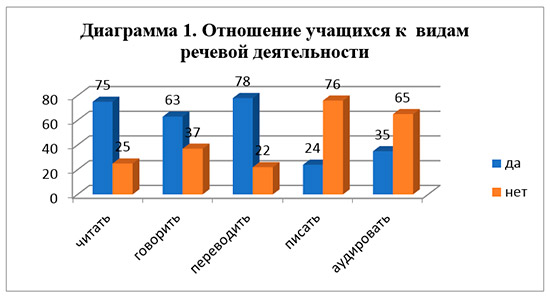 Диаграмма 1. Отношение учащихся к видам
речевой деятельности
75
25
63
37
78
22
24
76
35
65
80
60
40
20
0
читать
говорить
переводить
писать
аудировать
да
нет